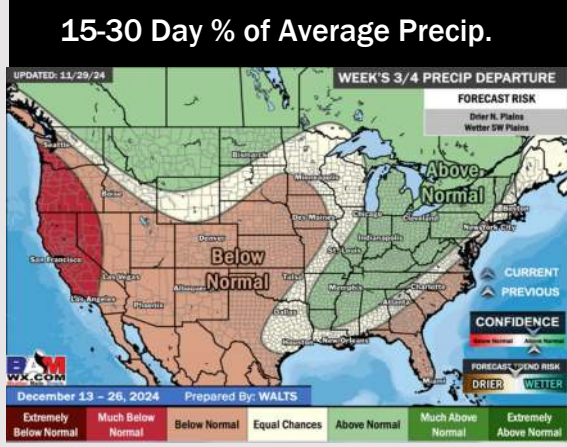 15-30 Day % of Average Precip.
UPDATED: 11/29/24
WEEK'S 3/4 PRECIP DEPARTURE
FORECAST RISK
Drier N. Plains
Wetter SW Plains
Seattle
Bismarck
Minneapolis
Above
Normal
Boise
Boston
Des Moines
Chicago
Cleveland
New York City
Denver
Indianapolis
San Francisco
Below
Normal
St. Louis
Las Vegas
Tulsa
CURRENT
Los Angeles
Albuquerque
Memphis
Charlotte
PREVIOUS
Phoenix
Atlanta
Dallas
CONFIDENCE
Below Normal
Above Normal
Houston
New Orleans
BAM
WX.COM
FORECAST TREND RISK
Miami
DRIER
WETTER
December 13 - 26, 2024
Prepared By: WALTS
Extremely
Below Normal
Much Below
Normal
Below Normal
Equal Chances
Above Normal
Much Above
Normal
Extremely
Above Normal